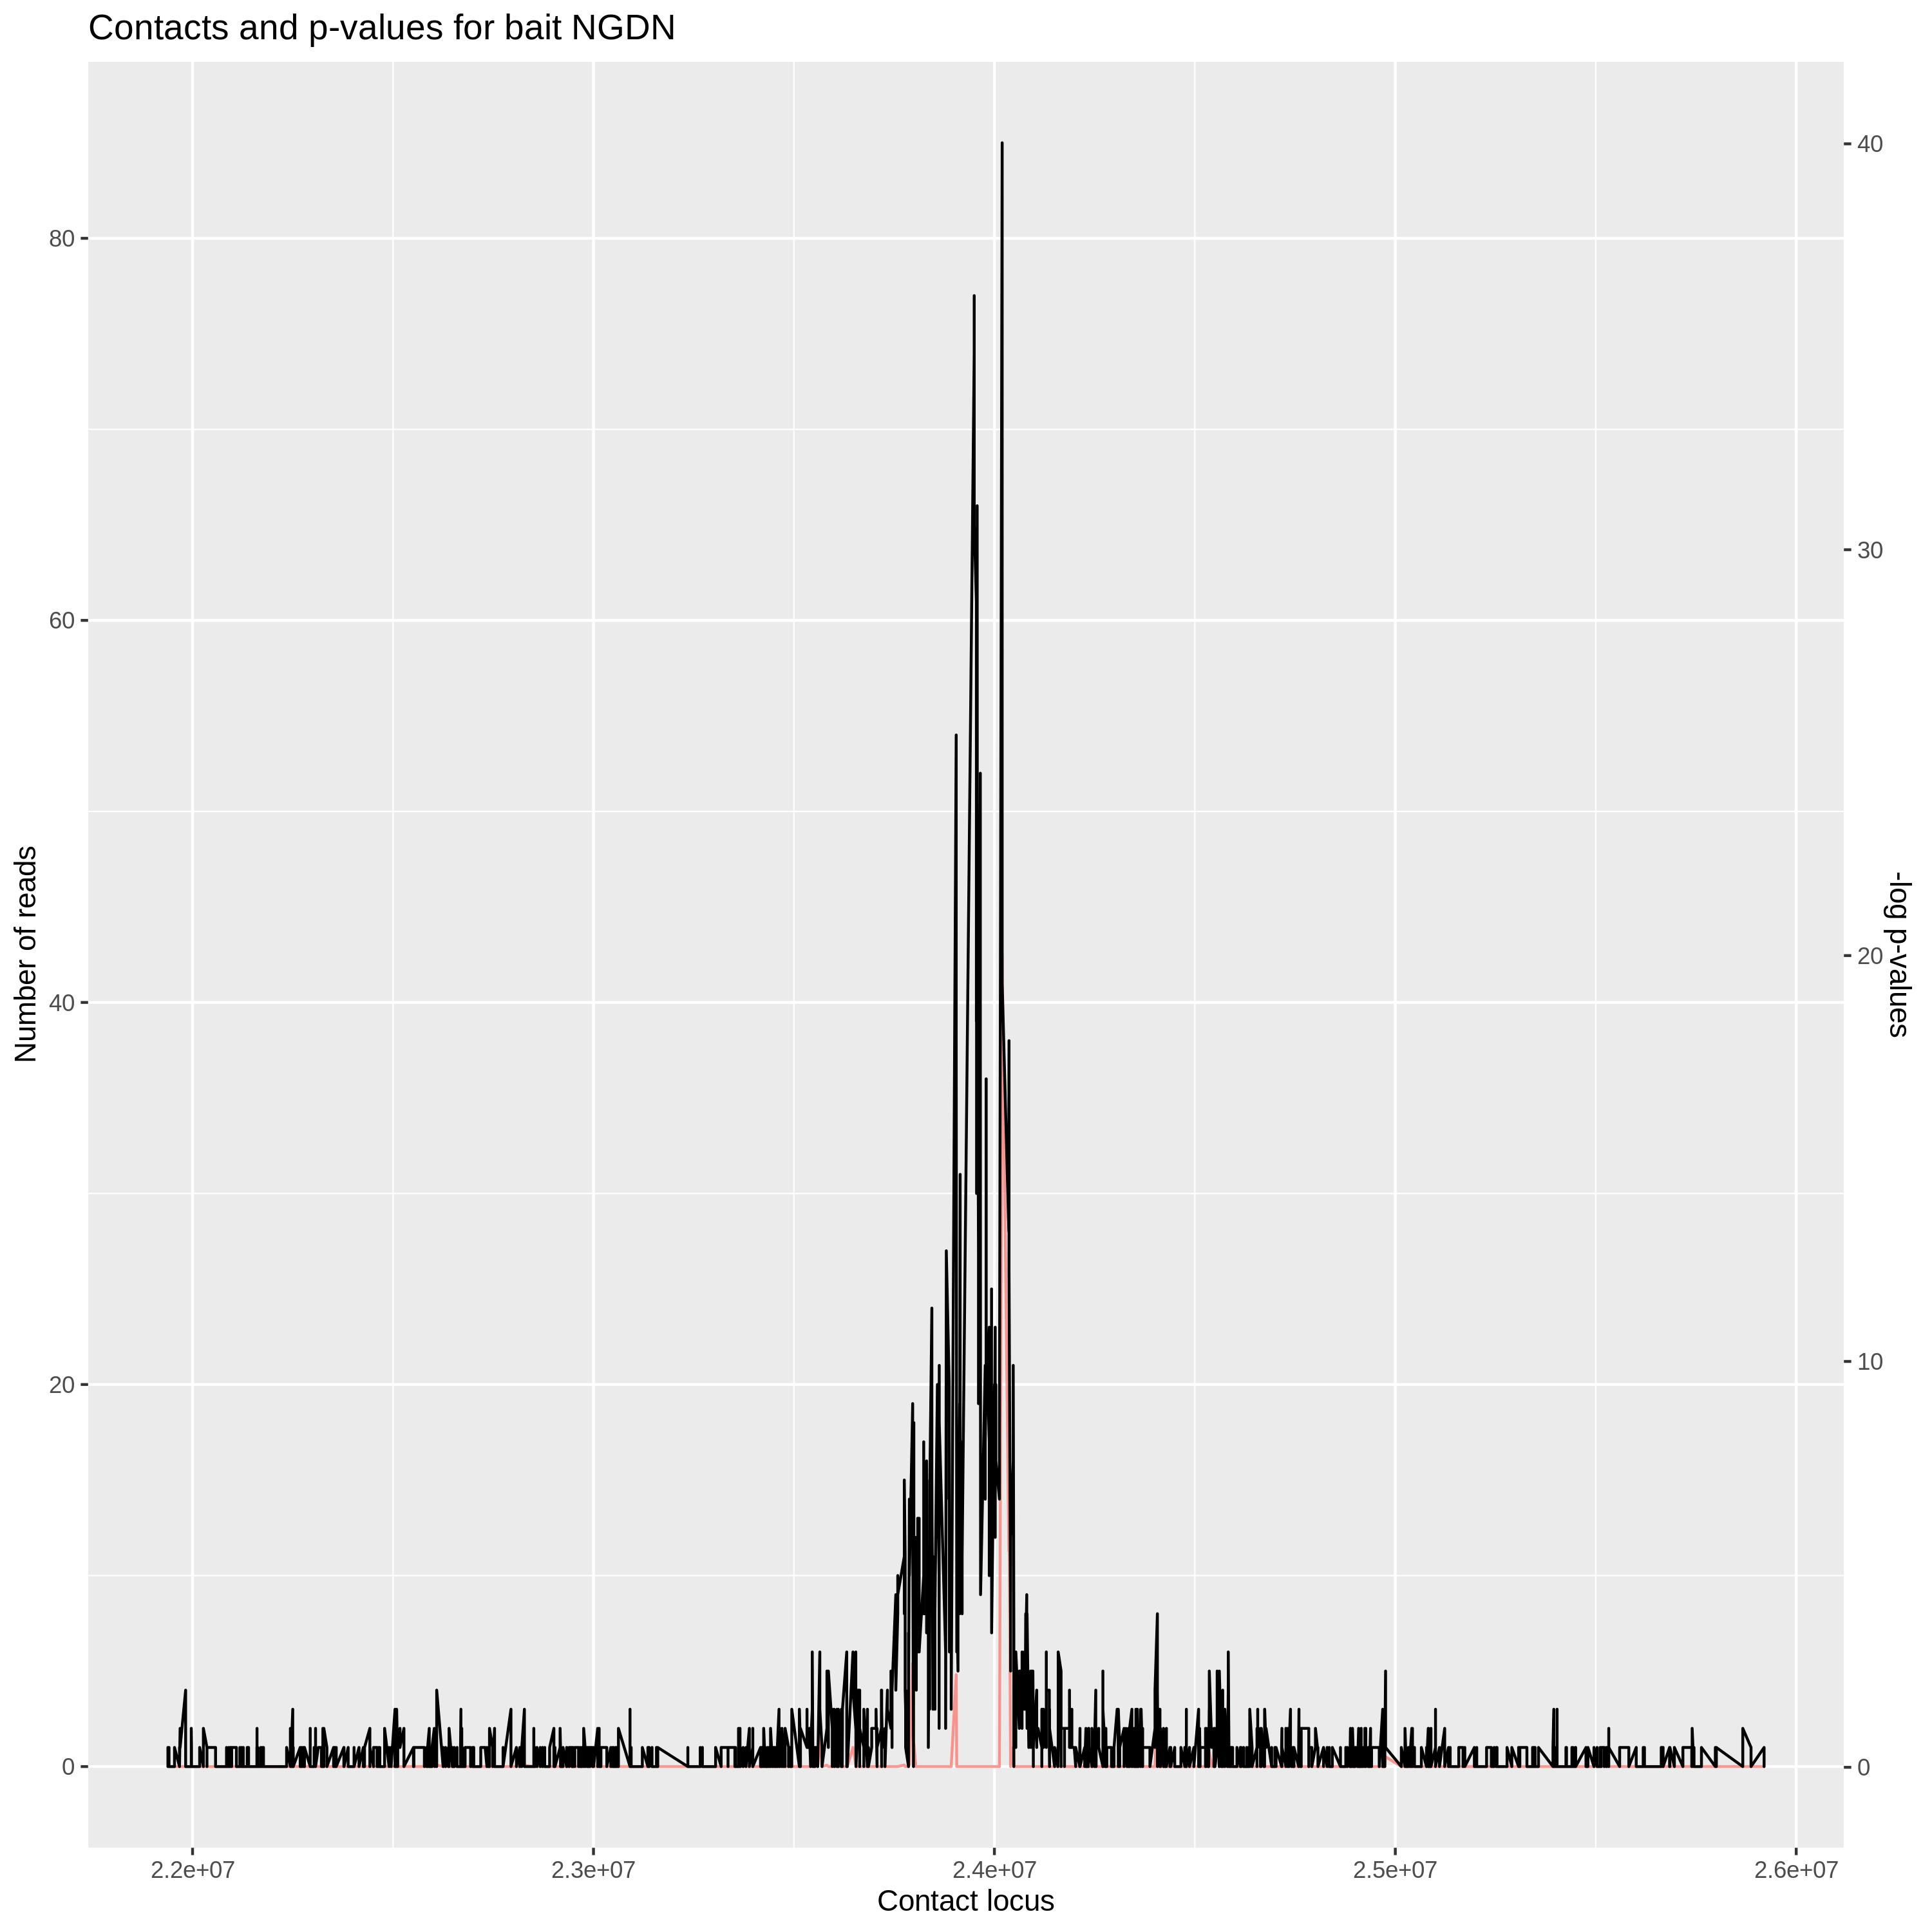 Contacts and p-values for bait NGDN
80
60
40
20
0
Number of reads
40
30
20
10
0
-log p-values
2.2e+07
2.3e+07
2.4e+07
2.5e+07
2.6e+07
Contact locus